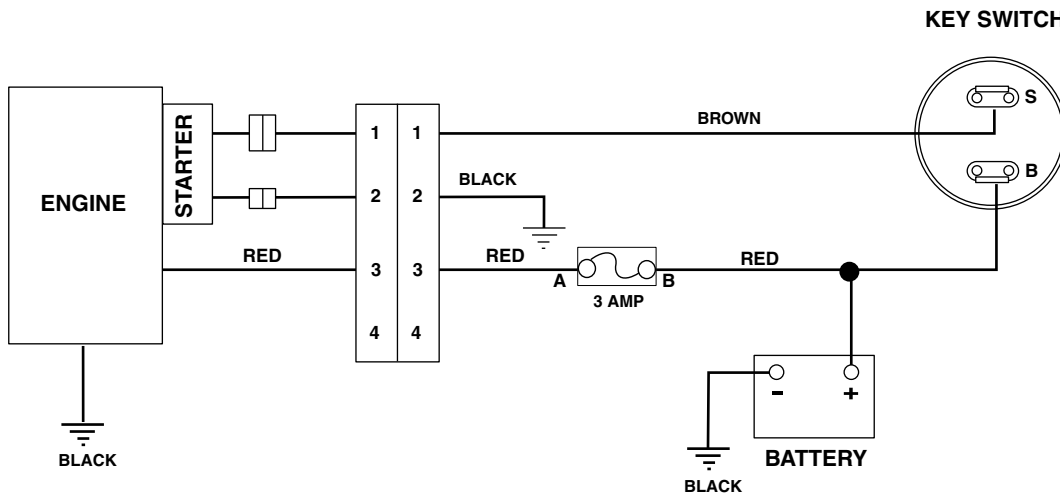 KEY SWITCH
S
BROWN
1 1
STARTER
B
BLACK
ENGINE
2 2
RED
RED
RED
3 3
A
B
3 AMP
4 4
-
+
BLACK
BATTERY
BLACK